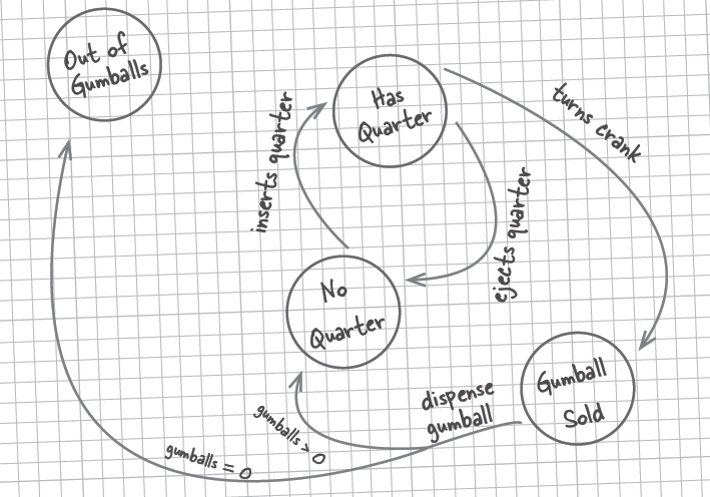 Out of
Gumballs
Has
Quarter
turns crank
inserts quarter
ejects quarter
No
Quarter
Gumball
Sold
dispense
gumball
gumballs > 0
gumballs = 0